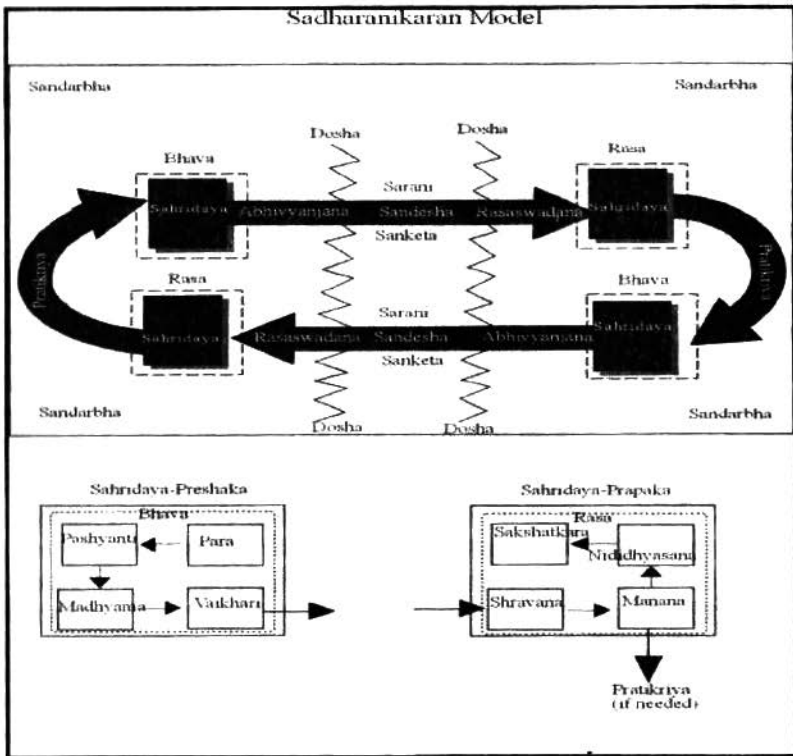 Sadharanikaran Model
Sandarbha
Sandarbha
Dosha
Dosha
Bhava
Rasa
Sarani
Sahridaya
Abhivyanjana
Sandesha
Rasaswadana
Sahridaya
Sanketa
Pratikriya
Pratikriya
Rasa
Bhava
Sarani
Sahridaya
Rasaswadana
Sandesha
Abhivyanjana
Sahridaya
Sanketa
Sandarbha
Sandarbha
Dosha
Dosha
Sahridaya-Preshaka
Bhava
Pashyanti
Para
Madhyama
Vaikhari
Sahridaya-Prapaka
Rasa
Sakshatkara
Nididhyasana
Shravana
Manana
Pratikriya
(if needed)